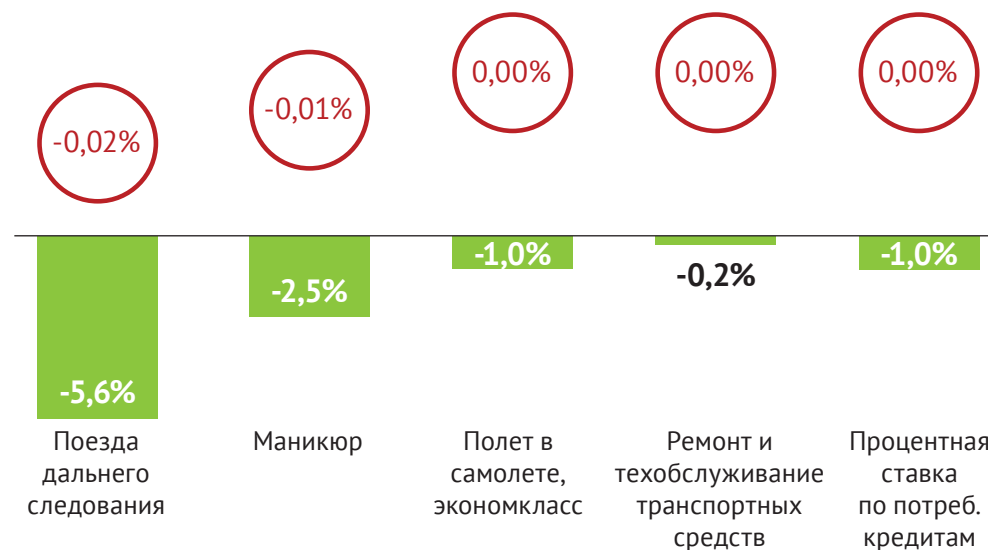 -0,02%
-0,01%
0,00%
0,00%
0,00%
-5,6%
-2,5%
-1,0%
-0,2%
-1,0%
Поезда
дальнего
следования
Маникюр
Полет в
самолете,
экономкласс
Ремонт и
техобслуживание
транспортных
средств
Процентная
ставка
по потреб.
кредитам